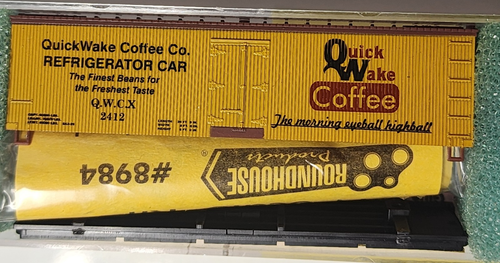 QuickWake Coffee Co.
REFRIGERATOR CAR
The Finest Beans for
the Freshest Taste
Q.W.C.X
2412
Quick
Wake
Coffee
The morning eyeball highball
#8984
ROUNDHOUSE
Products